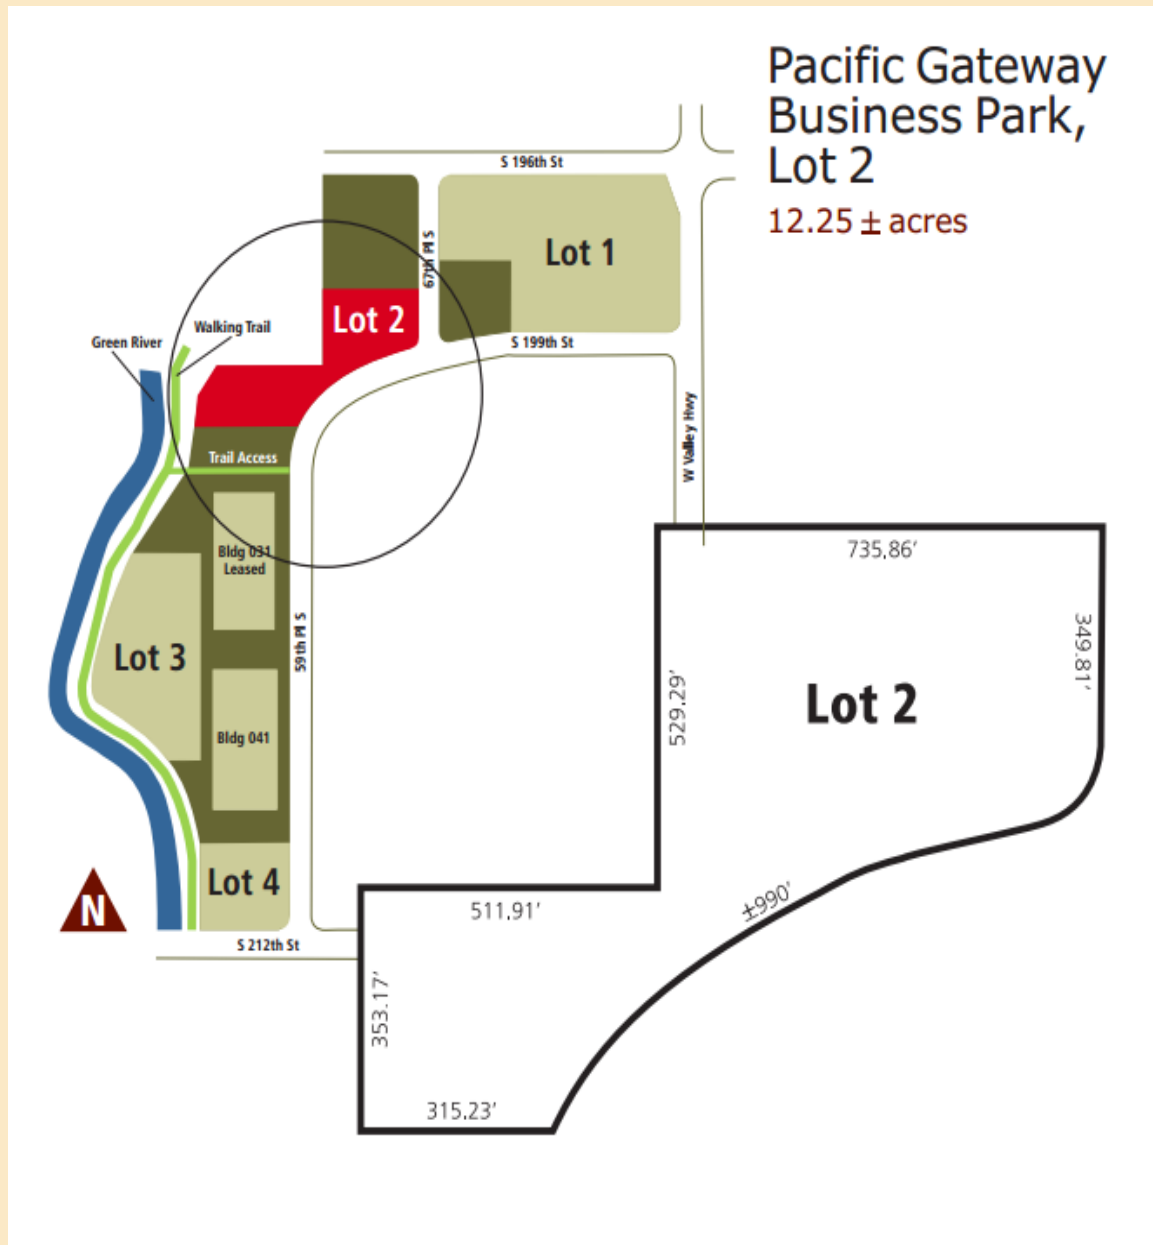 Pacific Gateway
Business Park,
Lot 2
12.25 ± acres
S 196th St
67th Pl S
Lot 1
Lot 2
Walking Trail
Green River
S 199th St
W Valley Hwy
Trail Access
Bldg 031
Leased
59th Pl S
Lot 3
Bldg 041
Lot 4
N
S 212th St
735.86’
349.81’
529.29’
Lot 2
±990’
511.91’
353.17’
315.23’